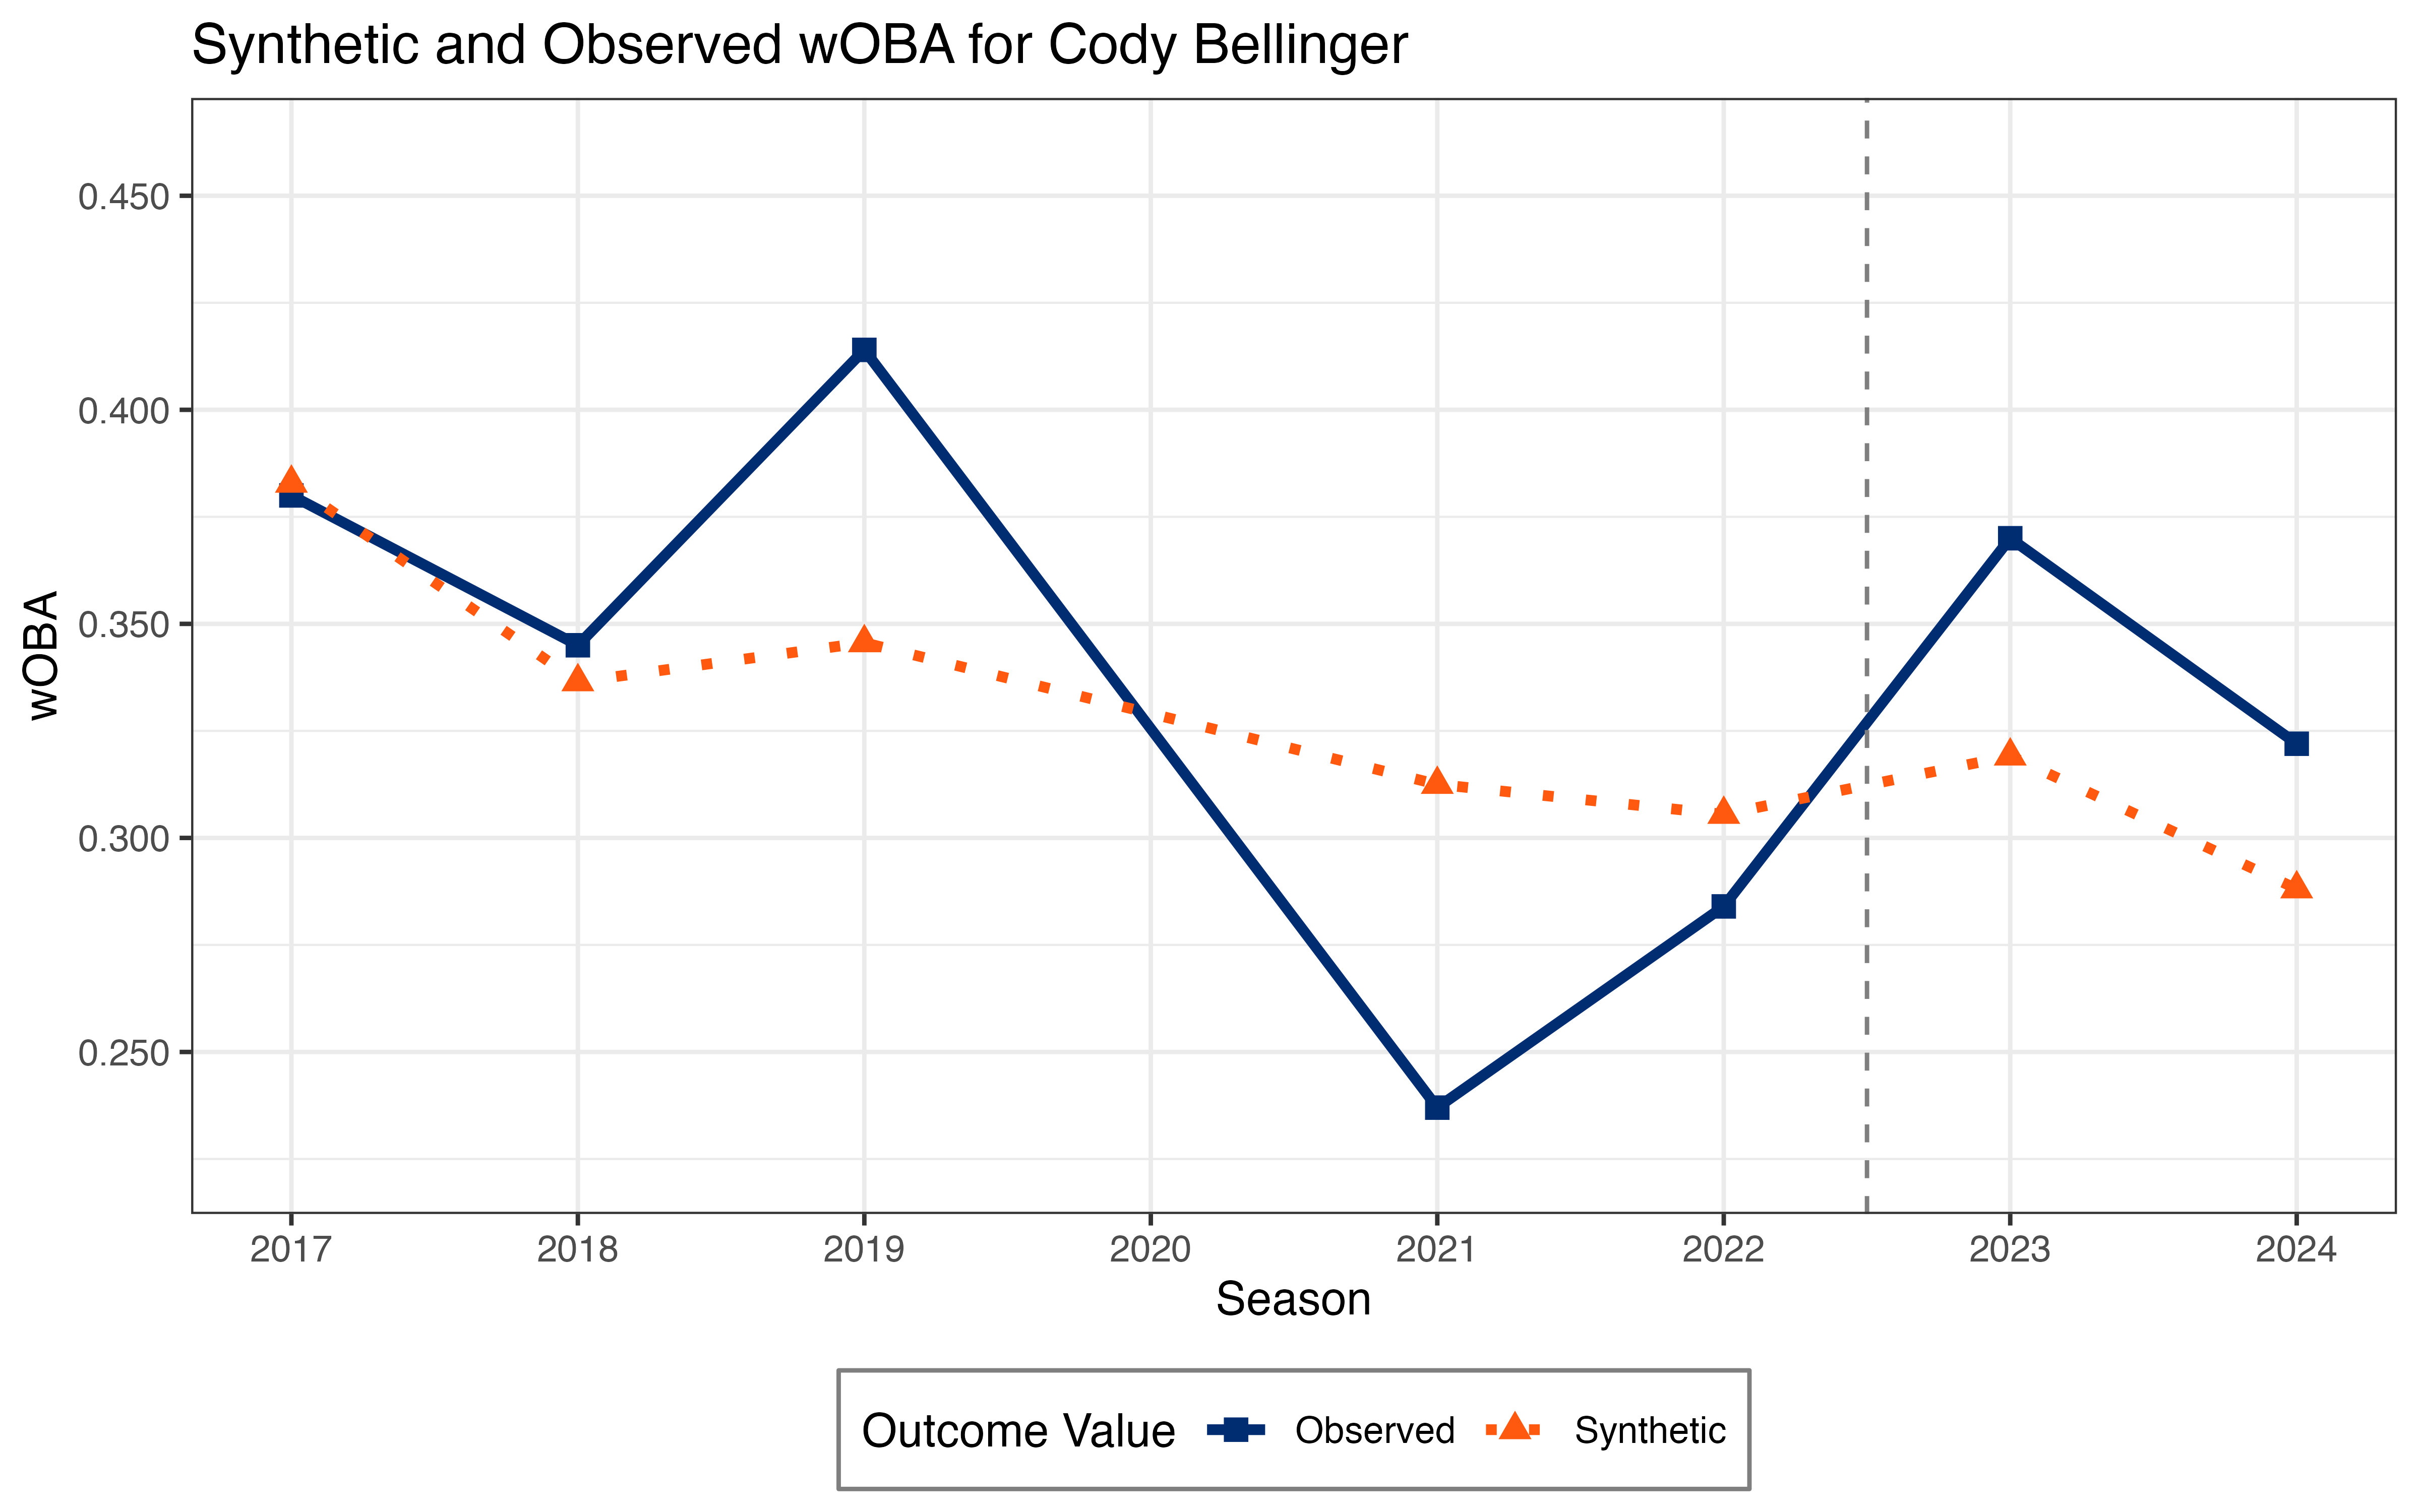 Synthetic and Observed wOBA for Cody Bellinger
0.450
0.400
0.350
0.300
0.250
wOBA
2017 2018 2019 2020 2021 2022 2023 2024
Season
Outcome Value Observed Synthetic